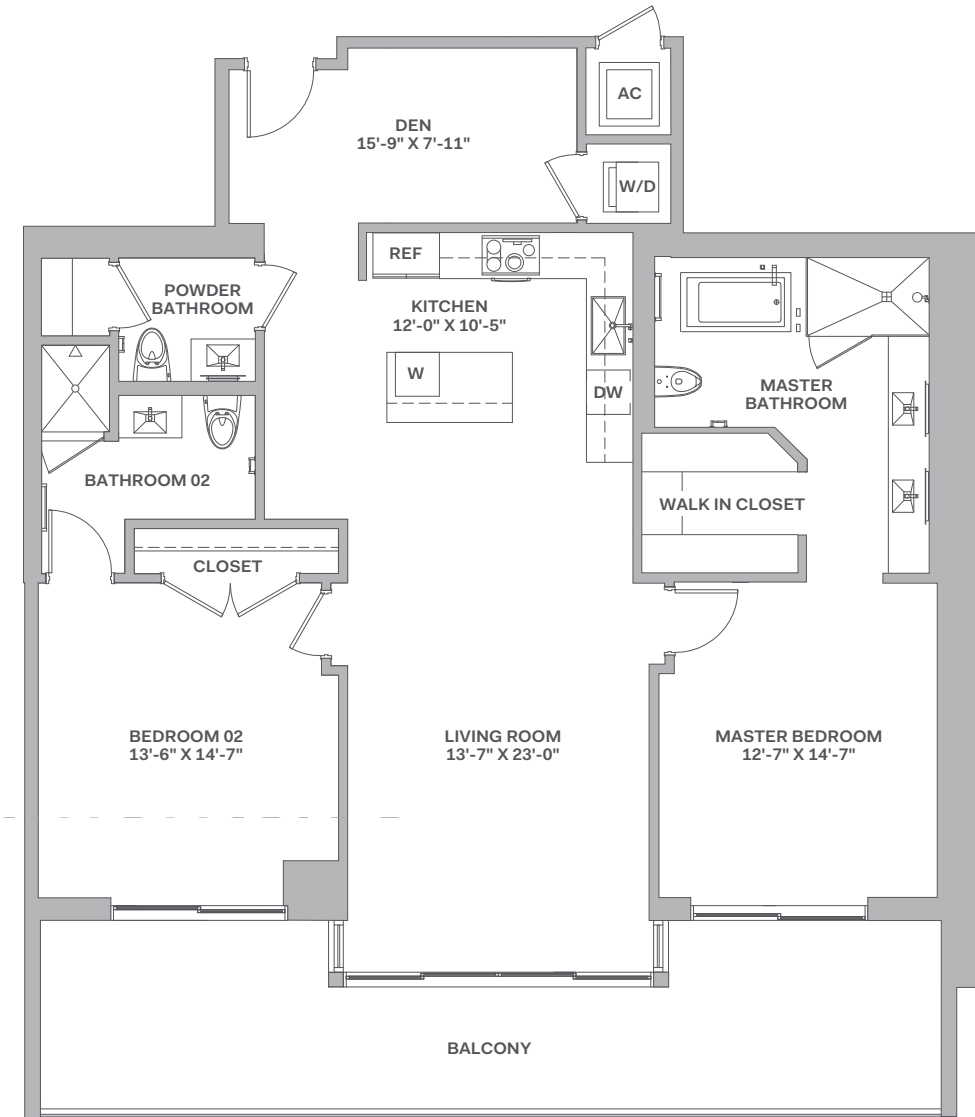 AC
DEN
15'-9" X 7'-11"
W/D
REF
POWDER
BATHROOM
KITCHEN
12'-0" X 10'-5"
W
DW
MASTER
BATHROOM
BATHROOM 02
WALK IN CLOSET
CLOSET
BEDROOM 02
13'-6" X 14'-7"
LIVING ROOM
13'-7" X 23'-0"
MASTER BEDROOM
12'-7" X 14'-7"
BALCONY